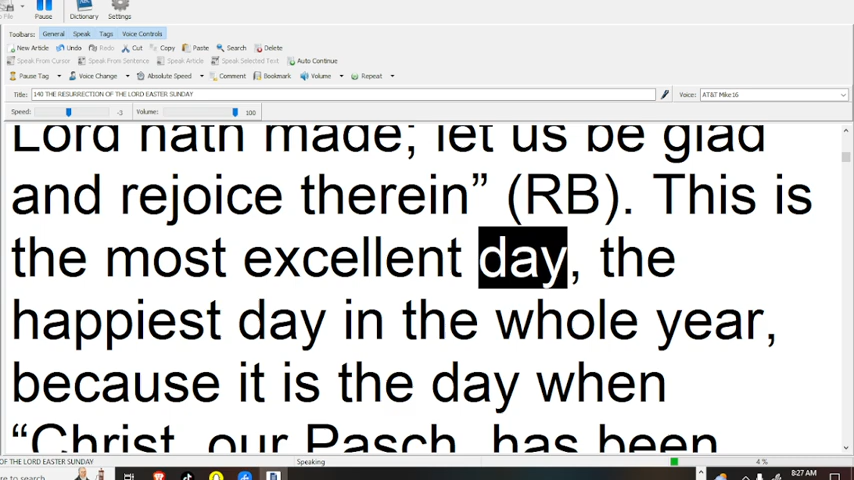 o File Pause Dictionary Settings
Toolbars: General Speak Tags Voice Controls
New Article Undo Redo Cut Copy Paste Search Delete
Speak From Cursor Speak From Sentence Speak Article Speak Selected Text Auto Continue
Pause Tag Voice Change Absolute Speed Comment Bookmark Volume Repeat
Title: 140 THE RESURRECTION OF THE LORD EASTER SUNDAY Voice: AT&T Mike16
Speed: -3 Volume: 100
Lord hath made; let us be glad
and rejoice therein” (RB). This is
the most excellent day, the
happiest day in the whole year,
because it is the day when
“Christ, our Pasch, has been
OF THE LORD EASTER SUNDAY Speaking 4%
re to search 8:27 AM